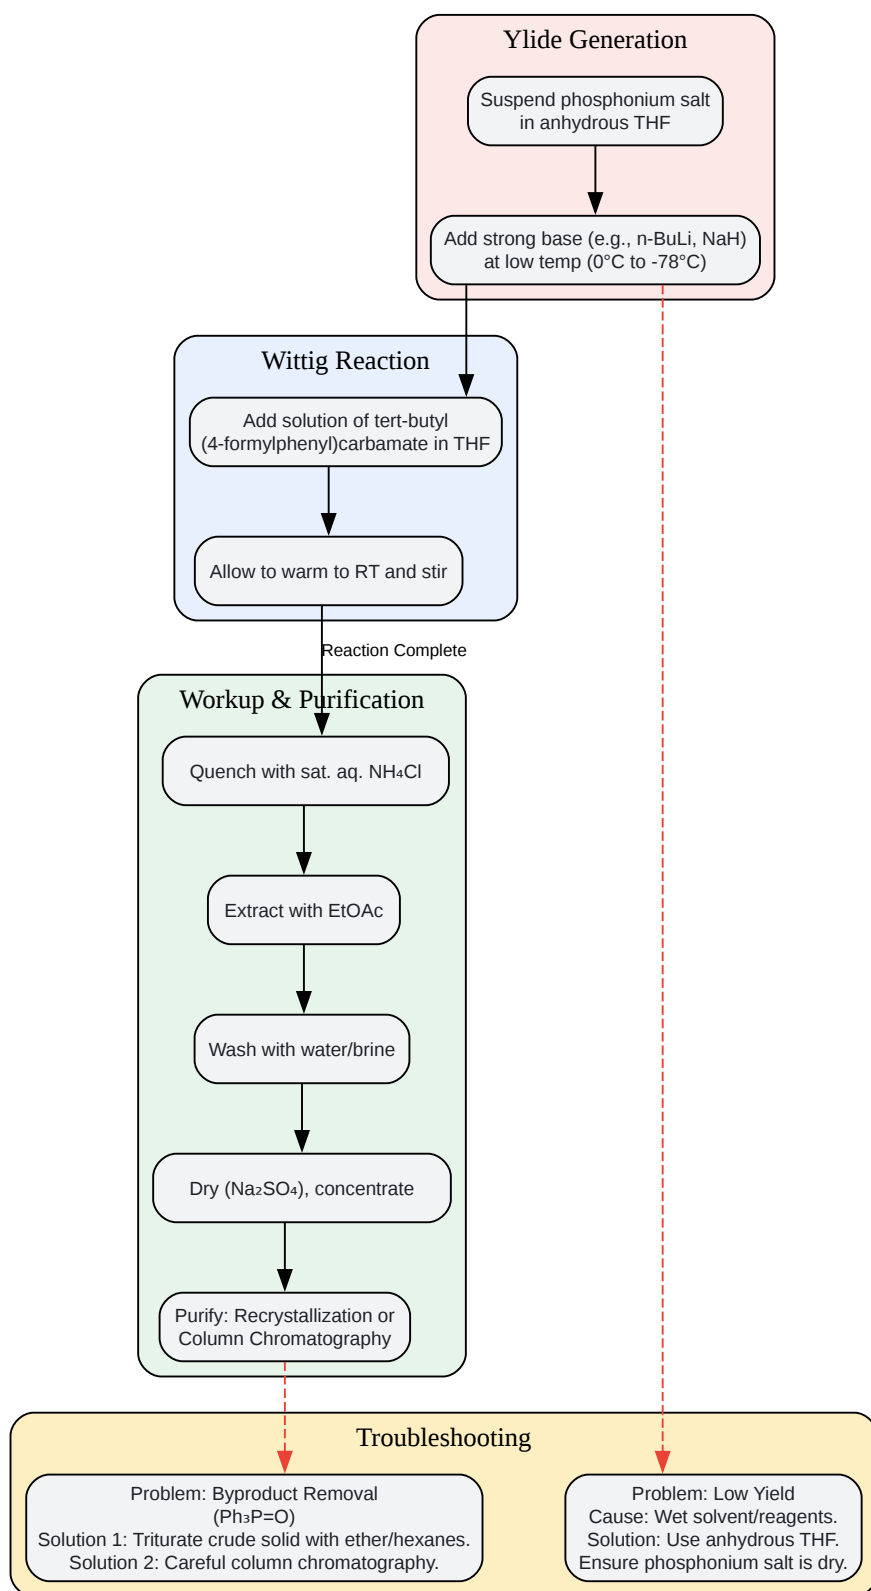 Ylide Generation
Suspend phosphonium salt
in anhydrous THF
Add strong base (e.g., n-BuLi, NaH)
at low temp (0°C to -78°C)
Wittig Reaction
Add solution of tert-butyl
(4-formylphenyl)carbamate in THF
Allow to warm to RT and stir
Reaction Complete
Workup & Purification
Quench with sat. aq. NH₄Cl
Extract with EtOAc
Wash with water/brine
Dry (Na₂SO₄), concentrate
Purify: Recrystallization or
Column Chromatography
Troubleshooting
Problem: Byproduct Removal
(Ph₃P=O)
Solution 1: Triturate crude solid with ether/hexanes.
Solution 2: Careful column chromatography.
Problem: Low Yield
Cause: Wet solvent/reagents.
Solution: Use anhydrous THF.
Ensure phosphonium salt is dry.